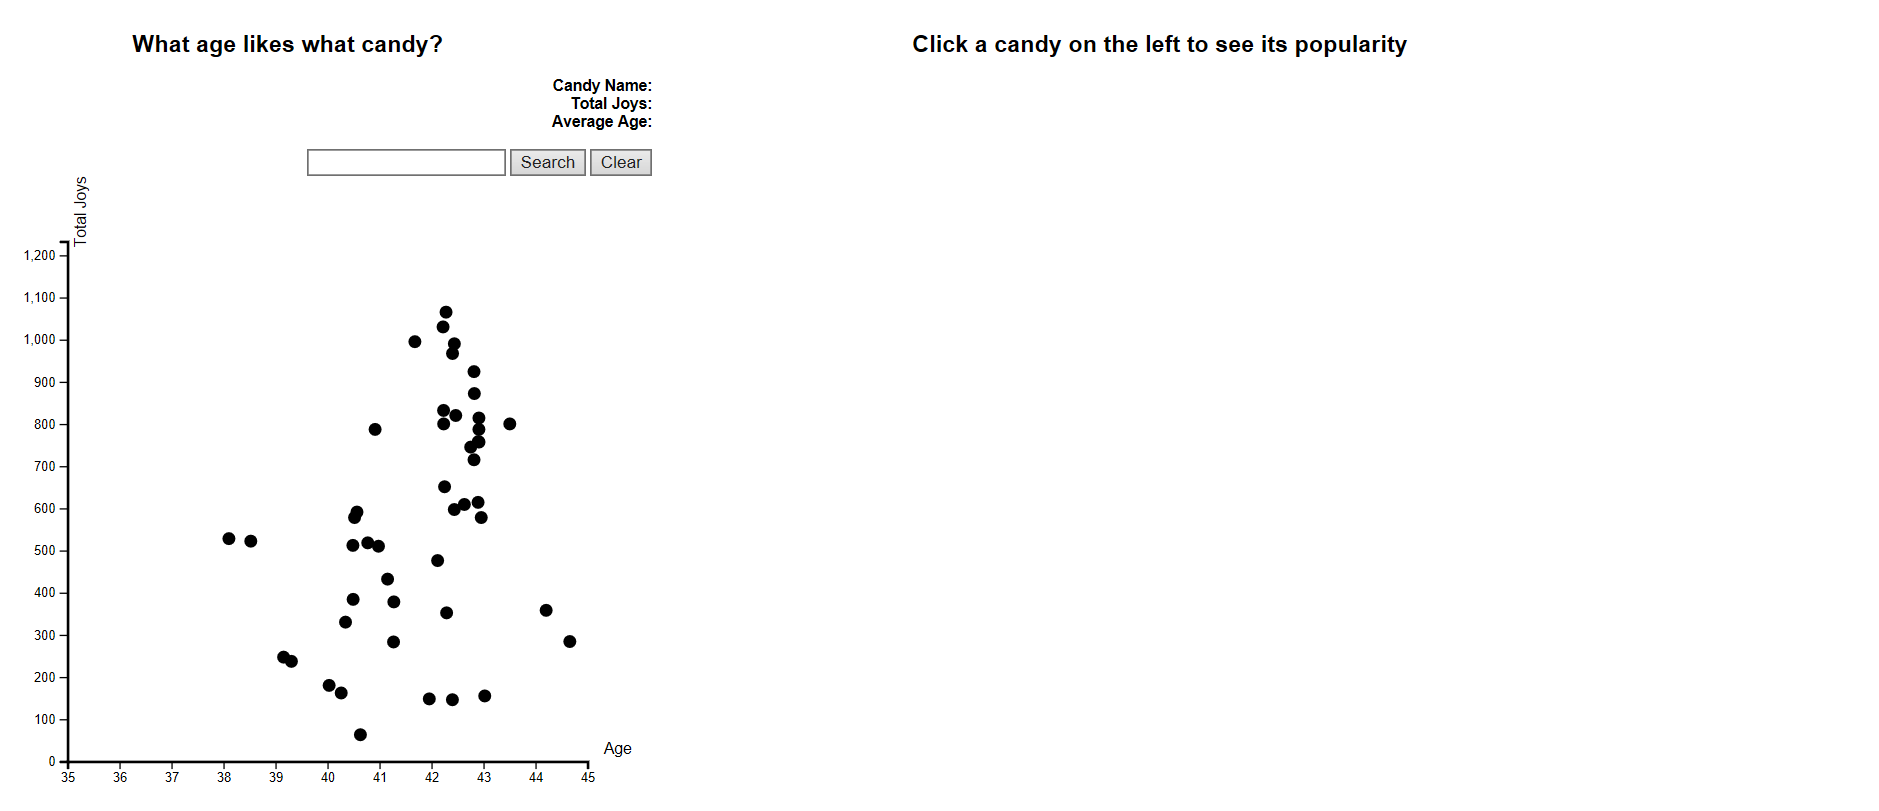 What age likes what candy?
Click a candy on the left to see its popularity
Candy Name:
Total Joys:
Average Age:
Search Clear
Total Joys
1,200
1,100
1,000
900
800
700
600
500
400
300
200
100
0
Age
35 36 37 38 39 40 41 42 43 44 45